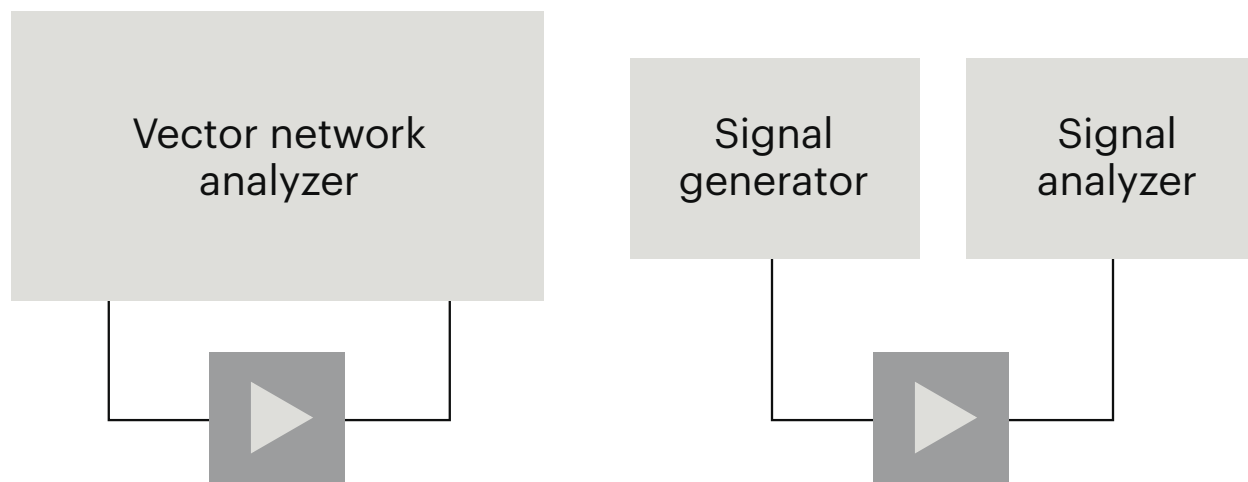 Vector network
analyzer
Signal
generator
Signal
analyzer